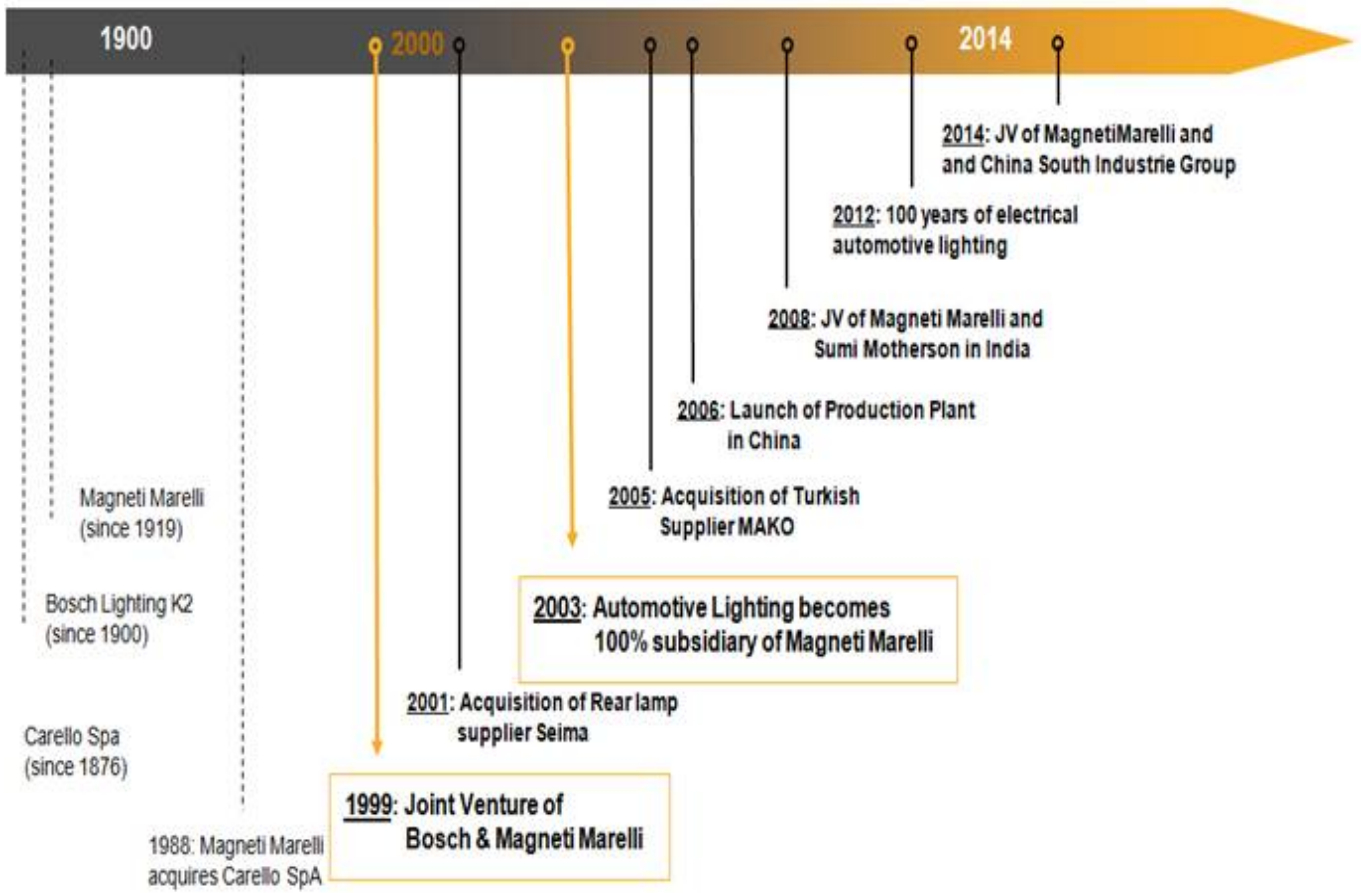 1900
2000
2014
2014: JV of MagnetiMarelli and
and China South Industrie Group
2012: 100 years of electrical
automotive lighting
2008: JV of Magneti Marelli and
Sumi Motherson in India
2006: Launch of Production Plant
in China
2005: Acquisition of Turkish
Supplier MAKO
2003: Automotive Lighting becomes
100% subsidiary of Magneti Marelli
2001: Acquisition of Rear lamp
supplier Seima
1999: Joint Venture of
Bosch & Magneti Marelli
Magneti Marelli
(since 1919)
Bosch Lighting K2
(since 1900)
Carello Spa
(since 1876)
1988: Magneti Marelli
acquires Carello SpA